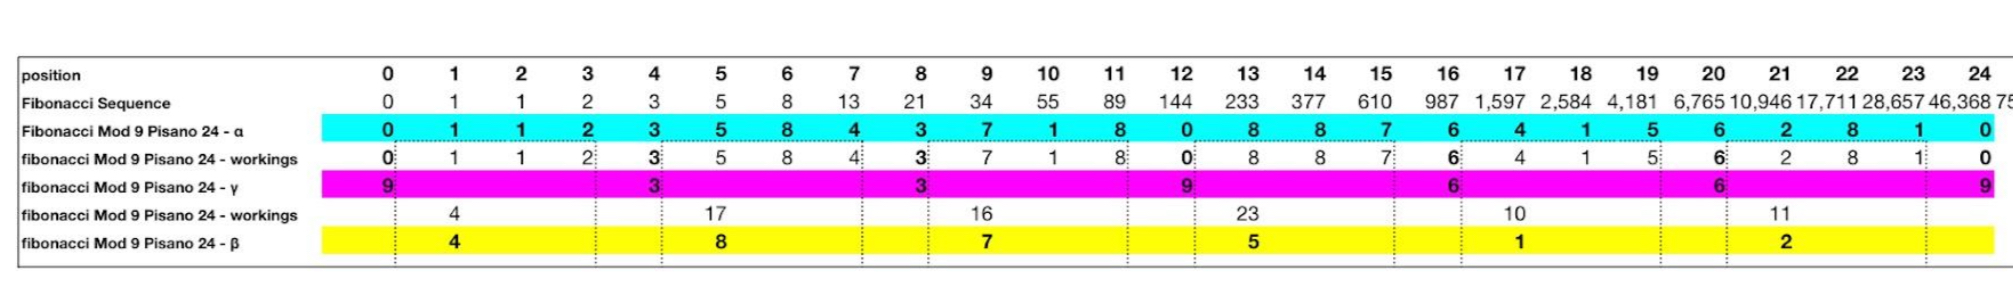 position 0 1 2 3 4 5 6 7 8 9 10 11 12 13 14 15 16 17 18 19 20 21 22 23 24
Fibonacci Sequence 0 1 1 2 3 5 8 13 21 34 55 89 144 233 377 610 987 1,597 2,584 4,181 6,765 10,946 17,711 28,657 46,368 75
Fibonacci Mod 9 Pisano 24 - α 0 1 1 2 3 5 8 4 3 7 1 8 0 8 8 7 6 4 1 5 6 2 8 1 0
fibonacci Mod 9 Pisano 24 - workings 0 1 1 2 3 5 8 4 3 7 1 8 0 8 8 7 6 4 1 5 6 2 8 1 0
fibonacci Mod 9 Pisano 24 - γ 9 3 3 9 6 6 9
fibonacci Mod 9 Pisano 24 - workings 4 17 16 23 10 11
fibonacci Mod 9 Pisano 24 - β 4 8 7 5 1 2